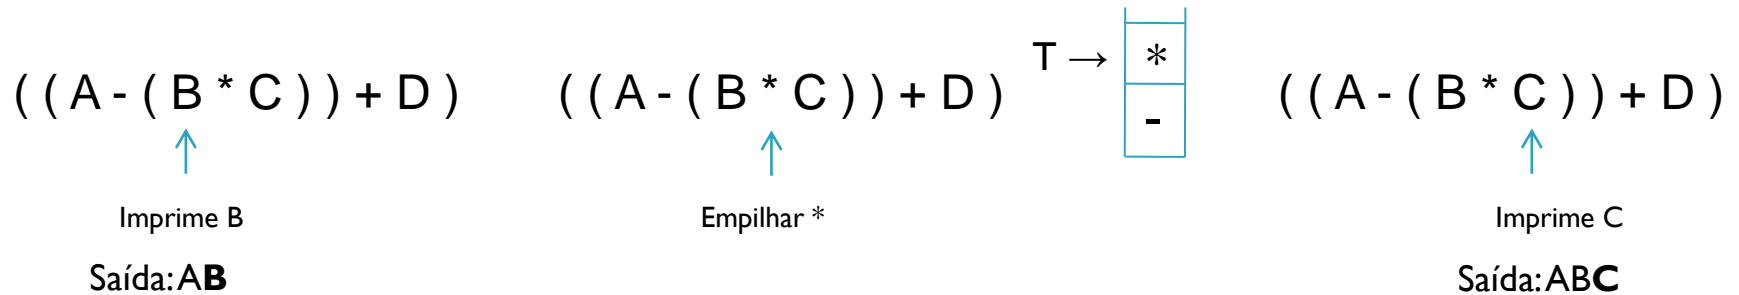 ( ( A - ( B * C ) ) + D )
Imprime B
Saída: AB
( ( A - ( B * C ) ) + D )
Empilhar *
T → *
-
( ( A - ( B * C ) ) + D )
Imprime C
Saída: ABC